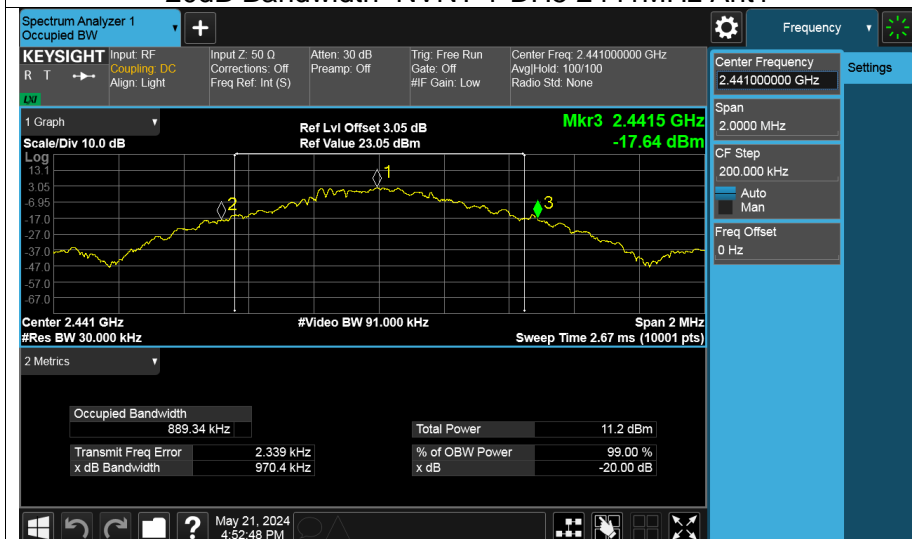 Spectrum Analyzer 1
Occupied BW
+
Frequency
KEYSIGHT
R T
LXI
Input: RF
Coupling: DC
Align: Light
Input Z: 50 Ω
Corrections: Off
Freq Ref: Int (S)
Atten: 30 dB
Preamp: Off
Trig: Free Run
Gate: Off
#IF Gain: Low
Center Freq: 2.441000000 GHz
Avg|Hold: 100/100
Radio Std: None
Center Frequency
2.441000000 GHz
Settings
Span
2.0000 MHz
CF Step
200.000 kHz
Auto
Man
Freq Offset
0 Hz
1 Graph
Scale/Div 10.0 dB
Ref Lvl Offset 3.05 dB
Ref Value 23.05 dBm
Mkr3 2.4415 GHz
-17.64 dBm
Log
13.1
3.05
-6.95
-17.0
-27.0
-37.0
-47.0
-57.0
-67.0
1
2
3
Center 2.441 GHz
#Video BW 91.000 kHz
Span 2 MHz
#Res BW 30.000 kHz
Sweep Time 2.67 ms (10001 pts)
2 Metrics
Occupied Bandwidth
889.34 kHz
Total Power 11.2 dBm
Transmit Freq Error 2.339 kHz
% of OBW Power 99.00 %
x dB Bandwidth 970.4 kHz
x dB -20.00 dB
?
May 21, 2024
4:52:48 PM